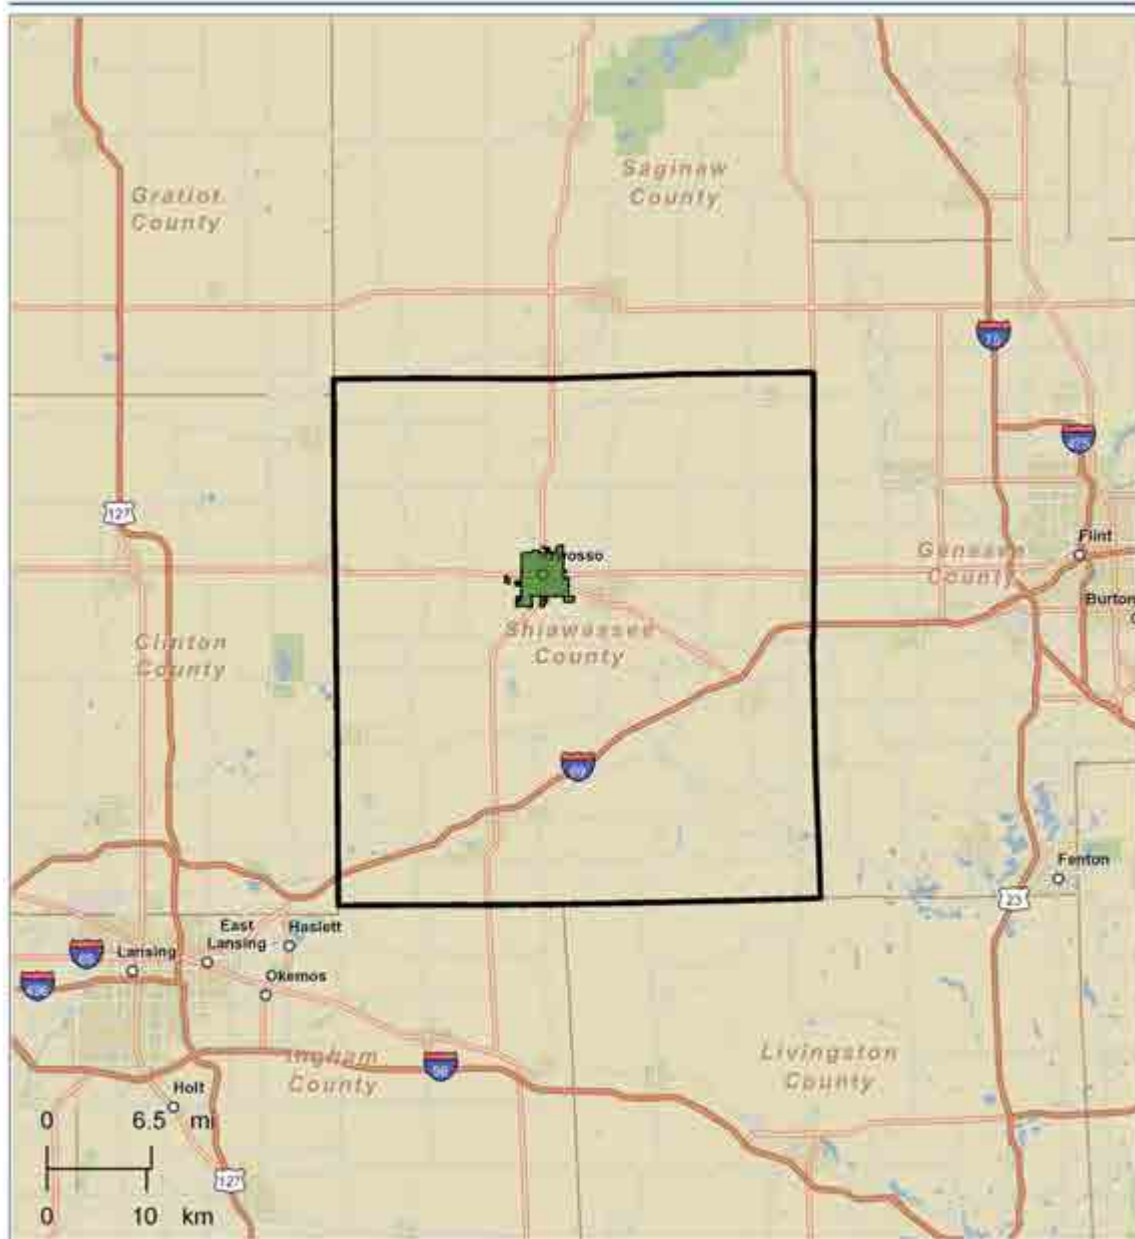 Saginaw
County
Gratiot
County
75
475
127
Flint
Genesee
County
Burton
Shiawassee
County
Clinton
County
69
Fenton
23
East
Lansing
Haslett
Lansing
496
Okemos
Ingham
County
96
Livingston
County
Holt
0 6.5 mi
127
0 10 km